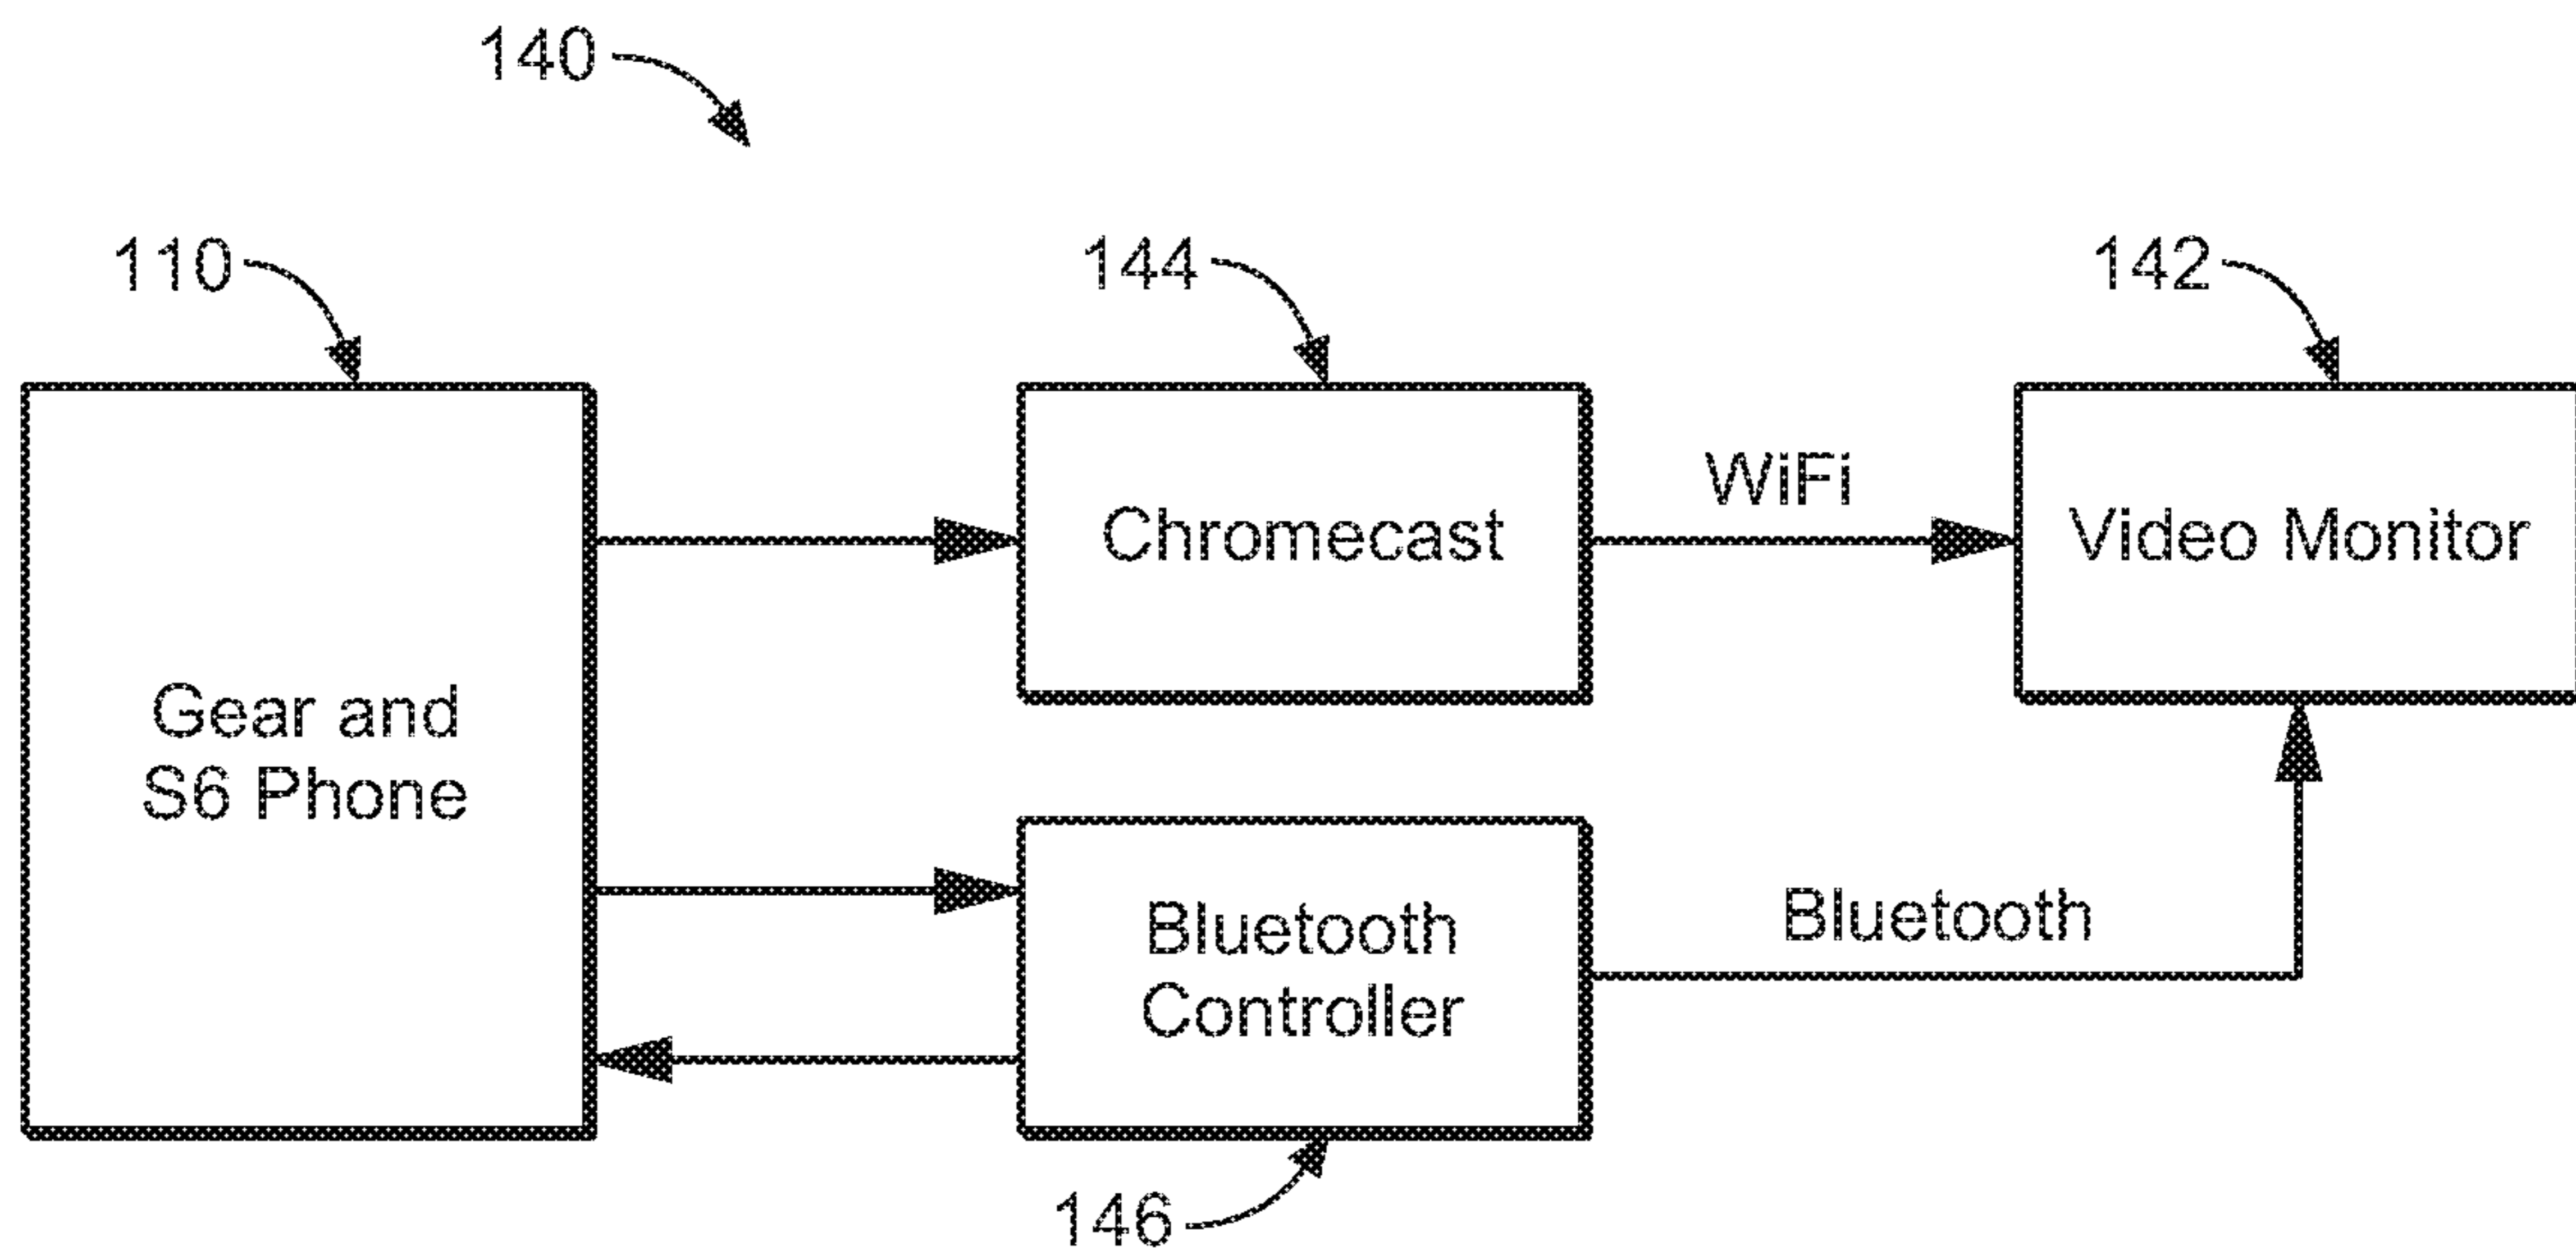 140
110
144
142
WiFi
Chromecast
Video Monitor
Gear and
S6 Phone
Bluetooth
Controller
Bluetooth
146